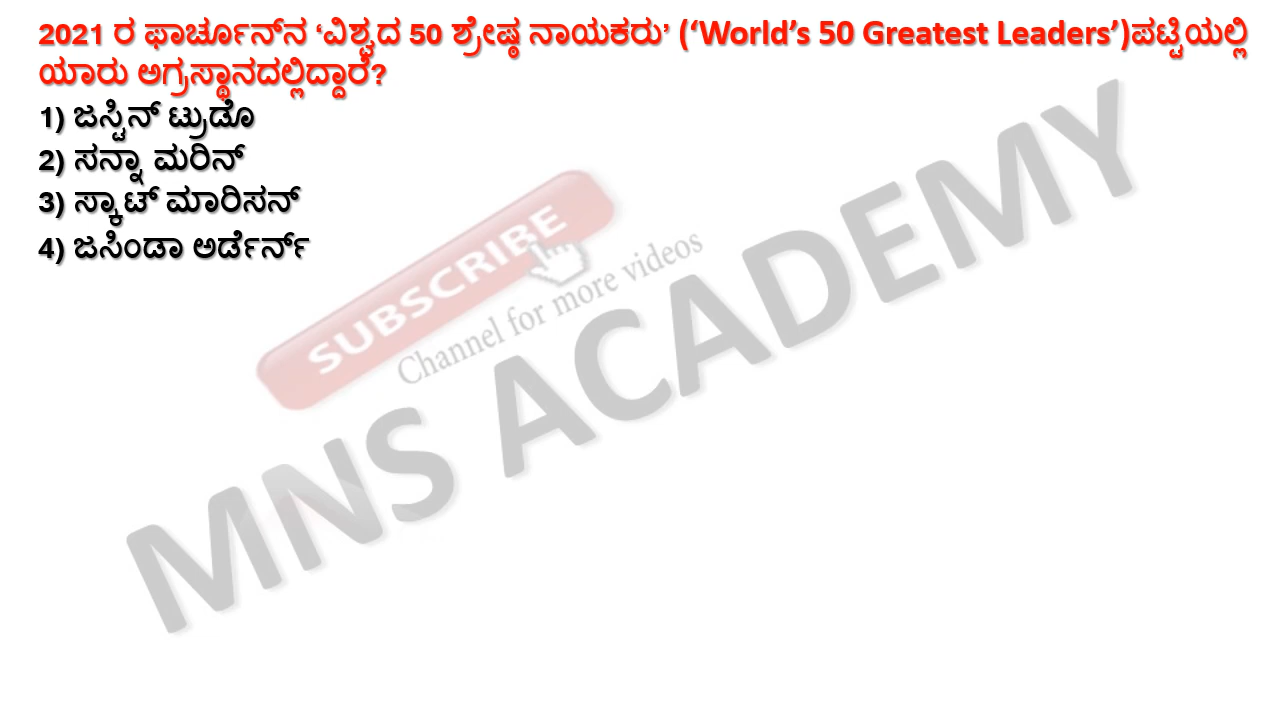 2021 ರ ಫಾರ್ಚೂನ್‌ನ ‘ವಿಶ್ವದ 50 ಶ್ರೇಷ್ಠ ನಾಯಕರು’ (‘World’s 50 Greatest Leaders’)ಪಟ್ಟಿಯಲ್ಲಿ
ಯಾರು ಅಗ್ರಸ್ಥಾನದಲ್ಲಿದ್ದಾರೆ?
1) ಜಸ್ಟಿನ್ ಟ್ರುಡೊ
2) ಸನ್ನಾ ಮರಿನ್
3) ಸ್ಕಾಟ್ ಮಾರಿಸನ್
4) ಜಸಿಂಡಾ ಅರ್ಡೆರ್ನ್
SUBSCRIBE
Channel for more videos
MNS ACADEMY